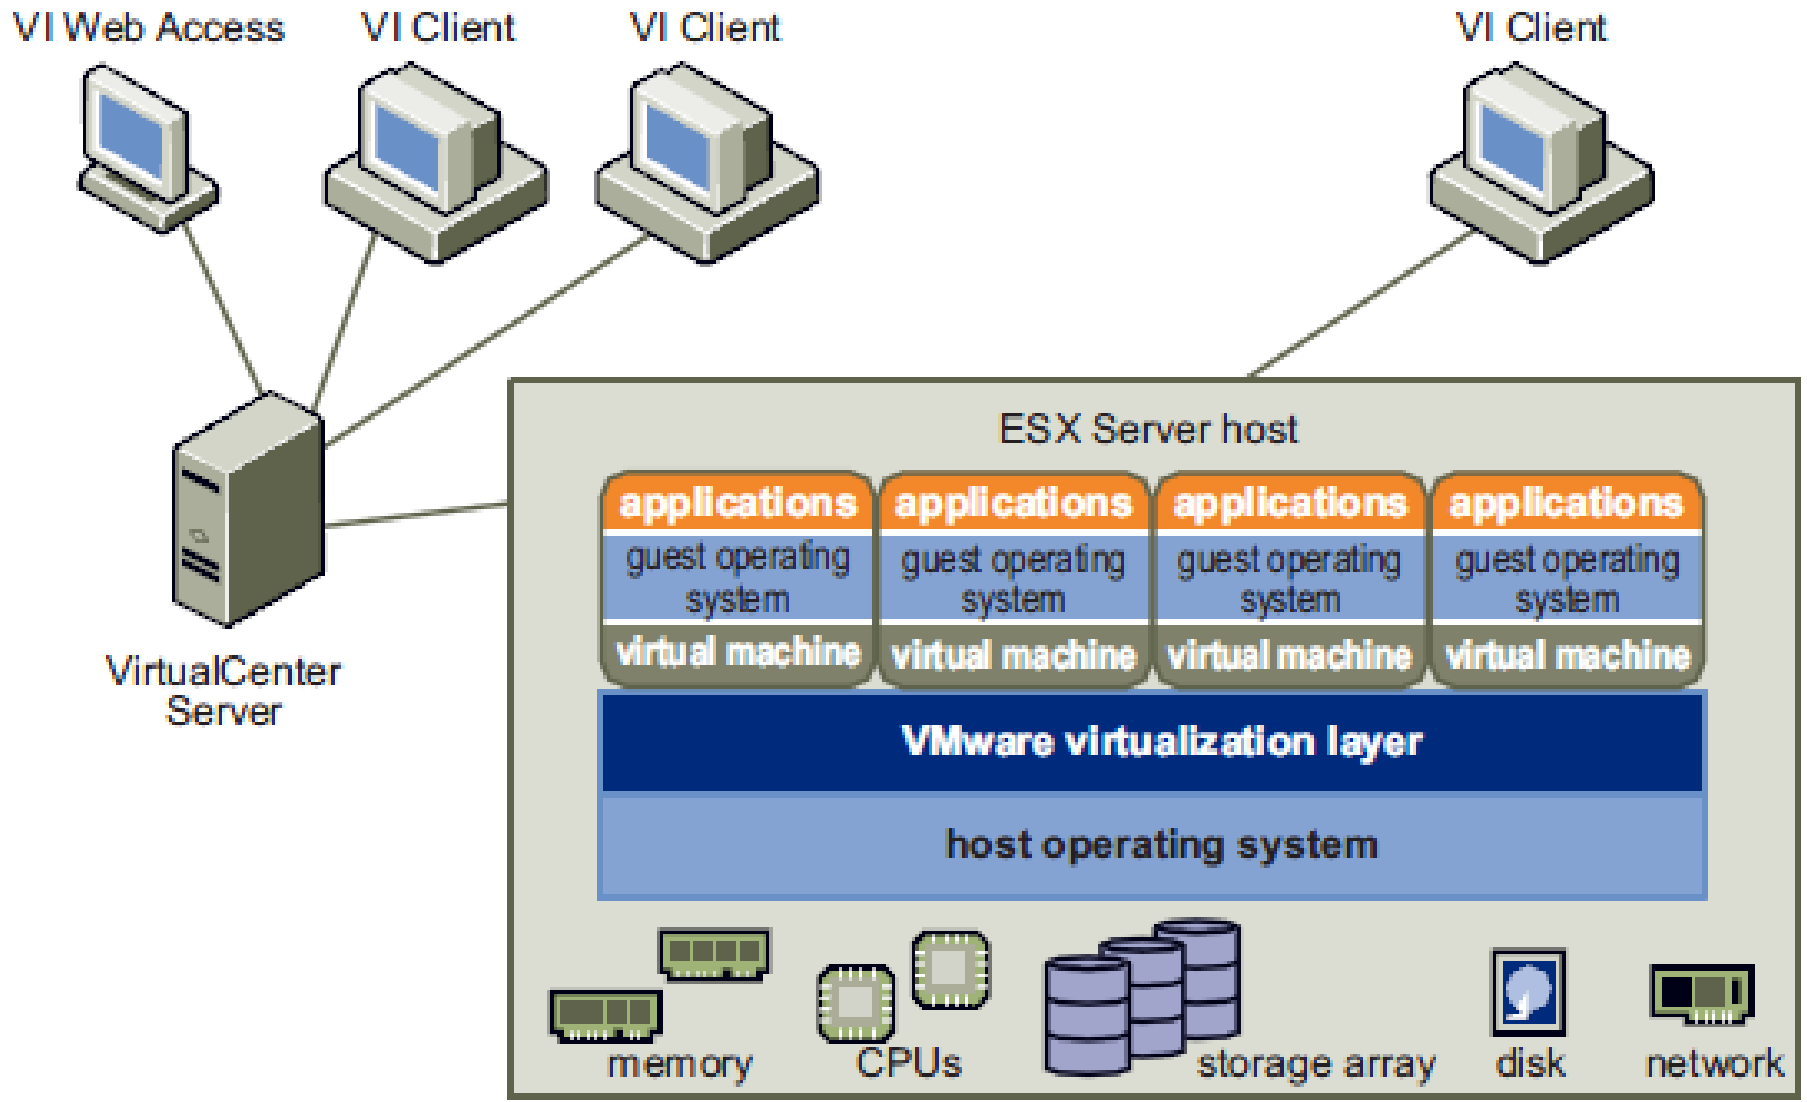 VI Web Access
VI Client
VI Client
VI Client
ESX Server host
applications
applications
applications
applications
guest operating
system
guest operating
system
guest operating
system
guest operating
system
virtual machine
virtual machine
virtual machine
virtual machine
VirtualCenter
Server
VMware virtualization layer
host operating system
memory
CPUs
storage array
disk
network